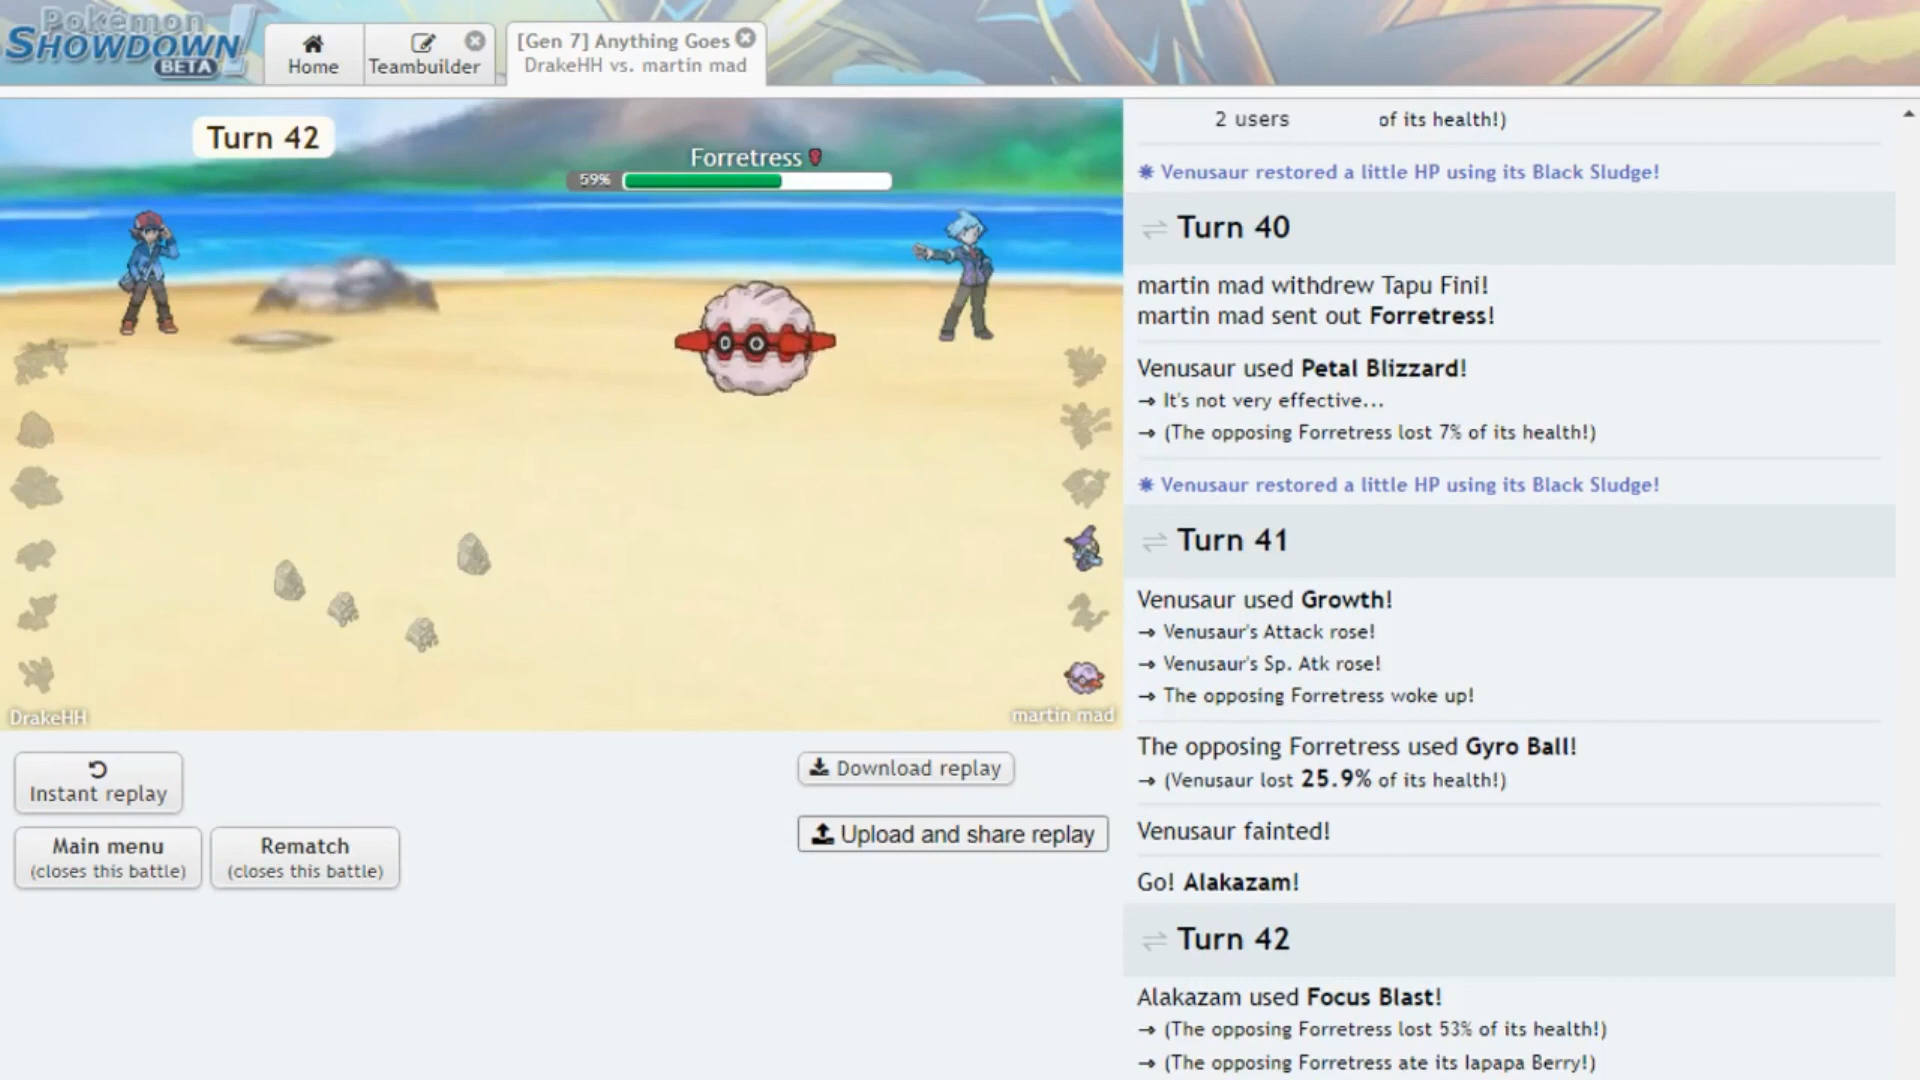 Pokémon
SHOWDOWN!
BETA
Home
Teambuilder
[Gen 7] Anything Goes
DrakeHH vs. martin mad
Turn 42
Forretress
59%
DrakeHH
martin mad
Instant replay
Download replay
Upload and share replay
Main menu
(closes this battle)
Rematch
(closes this battle)
2 users
of its health!)
Venusaur restored a little HP using its Black Sludge!
Turn 40
martin mad withdrew Tapu Fini!
martin mad sent out Forretress!
Venusaur used Petal Blizzard!
→ It's not very effective...
→ (The opposing Forretress lost 7% of its health!)
Venusaur restored a little HP using its Black Sludge!
Turn 41
Venusaur used Growth!
→ Venusaur's Attack rose!
→ Venusaur's Sp. Atk rose!
→ The opposing Forretress woke up!
The opposing Forretress used Gyro Ball!
→ (Venusaur lost 25.9% of its health!)
Venusaur fainted!
Go! Alakazam!
Turn 42
Alakazam used Focus Blast!
→ (The opposing Forretress lost 53% of its health!)
→ (The opposing Forretress ate its Iapapa Berry!)